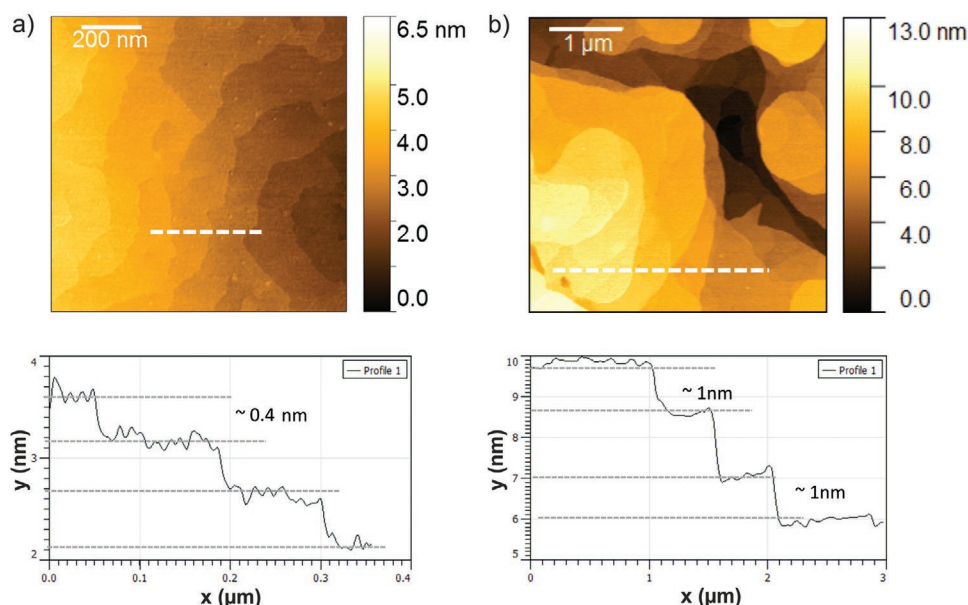 a)
200 nm
6.5 nm
5.0
4.0
3.0
2.0
0.0
b)
1 µm
13.0 nm
10.0
8.0
6.0
4.0
0.0
4
3
2
y (nm)
Profile 1
~ 0.4 nm
0.0
0.1
0.2
0.3
0.4
x (µm)
10
9
8
7
6
5
y (nm)
Profile 1
~ 1nm
~ 1nm
0
1
2
3
x (µm)